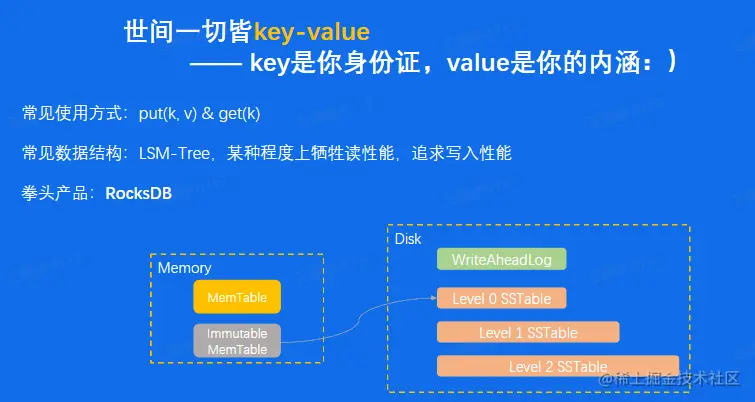 世间一切皆key-value
—— key是你身份证，value是你的内涵：）
常见使用方式：put(k, v) & get(k)
常见数据结构：LSM-Tree，某种程度上牺牲读性能，追求写入性能
拳头产品：RocksDB
Memory
MemTable
Immutable
MemTable
Disk
WriteAheadLog
Level 0 SSTable
Level 1 SSTable
Level 2 SSTable
@稀土掘金技术社区